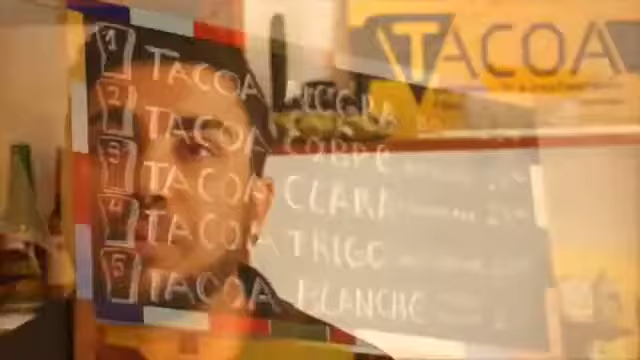 TACOA
1 TACOA NEGRA
2 TACOA COBRE
3 TACOA CLARA
4 TACOA TRIGO
5 TACOA BLANCHE